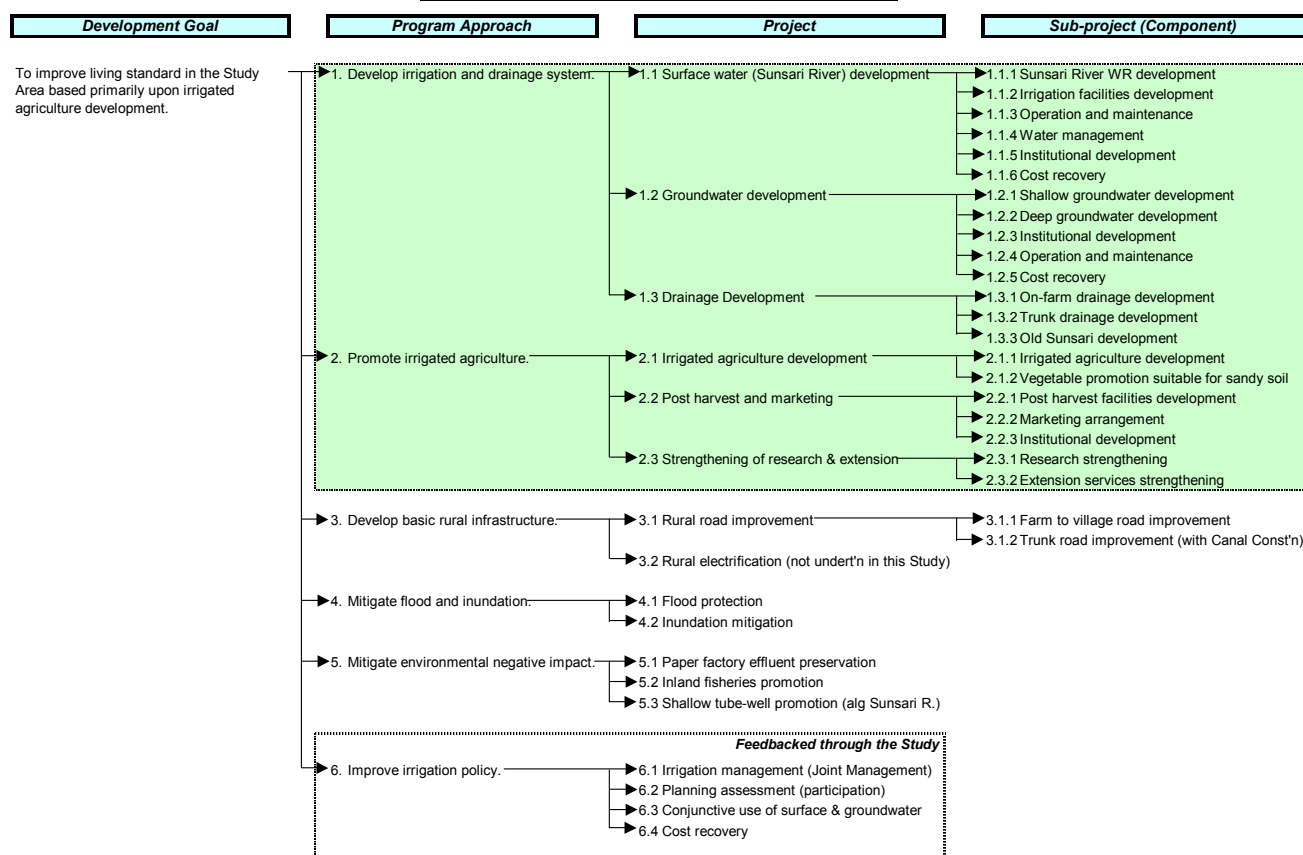 Development Goal Program Approach Project Sub-project (Component)
To improve living standard in the Study
Area based primarily upon irrigated
agriculture development.
1. Develop irrigation and drainage system.
1.1 Surface water (Sunsari River) development
1.1.1 Sunsari River WR development
1.1.2 Irrigation facilities development
1.1.3 Operation and maintenance
1.1.4 Water management
1.1.5 Institutional development
1.1.6 Cost recovery
1.2 Groundwater development
1.2.1 Shallow groundwater development
1.2.2 Deep groundwater development
1.2.3 Institutional development
1.2.4 Operation and maintenance
1.2.5 Cost recovery
1.3 Drainage Development
1.3.1 On-farm drainage development
1.3.2 Trunk drainage development
1.3.3 Old Sunsari development
2. Promote irrigated agriculture.
2.1 Irrigated agriculture development
2.1.1 Irrigated agriculture development
2.1.2 Vegetable promotion suitable for sandy soil
2.2 Post harvest and marketing
2.2.1 Post harvest facilities development
2.2.2 Marketing arrangement
2.2.3 Institutional development
2.3 Strengthening of research & extension
2.3.1 Research strengthening
2.3.2 Extension services strengthening
3. Develop basic rural infrastructure.
3.1 Rural road improvement
3.1.1 Farm to village road improvement
3.1.2 Trunk road improvement (with Canal Const'n)
3.2 Rural electrification (not undert'n in this Study)
4. Mitigate flood and inundation.
4.1 Flood protection
4.2 Inundation mitigation
5. Mitigate environmental negative impact.
5.1 Paper factory effluent preservation
5.2 Inland fisheries promotion
5.3 Shallow tube-well promotion (alg Sunsari R.)
Feedbacked through the Study
6. Improve irrigation policy.
6.1 Irrigation management (Joint Management)
6.2 Planning assessment (participation)
6.3 Conjunctive use of surface & groundwater
6.4 Cost recovery